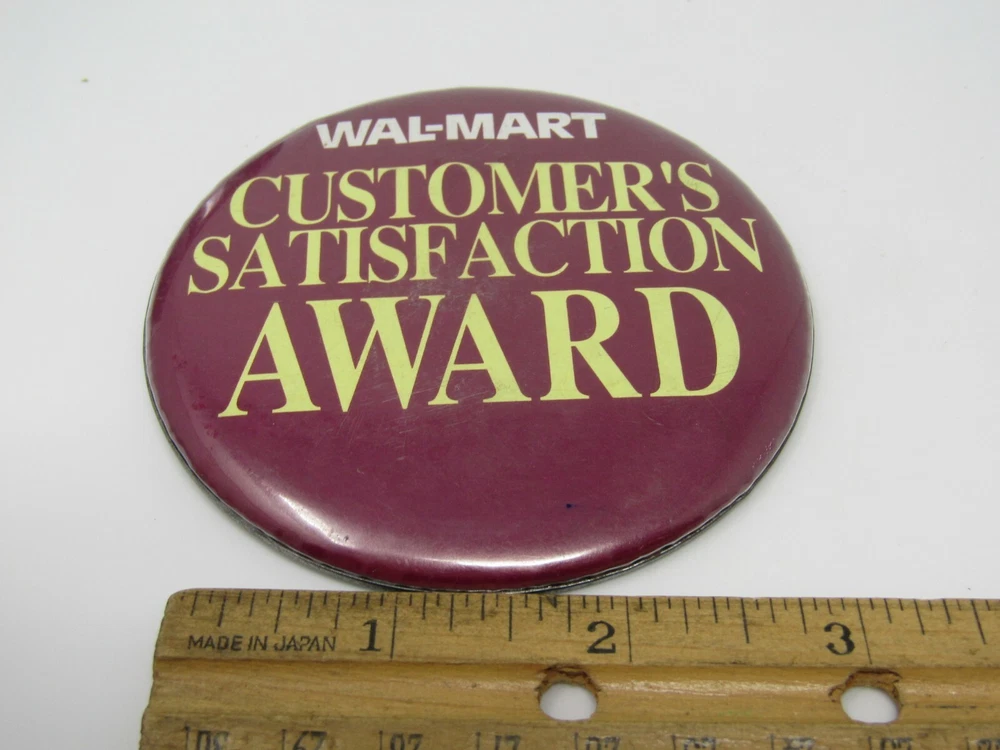 WAL-MART
CUSTOMER'S
SATISFACTION
AWARD
MADE IN JAPAN 1 2 3